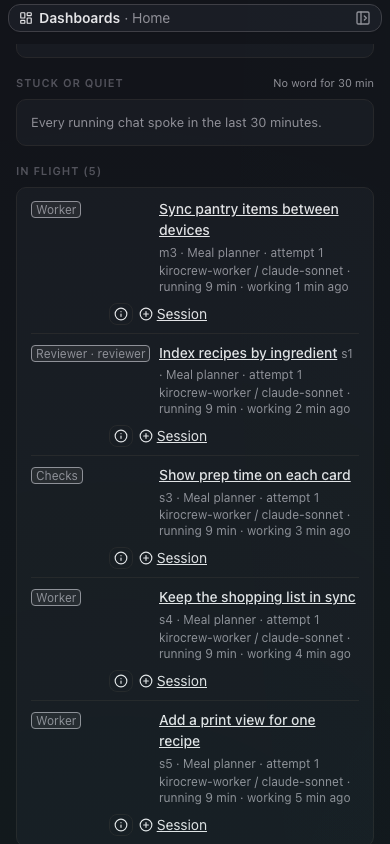 Dashboards · Home
STUCK OR QUIET No word for 30 min
Every running chat spoke in the last 30 minutes.
IN FLIGHT (5)
Worker Sync pantry items between
devices
m3 · Meal planner · attempt 1
kirocrew-worker / claude-sonnet ·
running 9 min · working 1 min ago
Session
Reviewer · reviewer Index recipes by ingredient s1
· Meal planner · attempt 1
kirocrew-worker / claude-sonnet ·
running 9 min · working 2 min ago
Session
Checks Show prep time on each card
s3 · Meal planner · attempt 1
kirocrew-worker / claude-sonnet ·
running 9 min · working 3 min ago
Session
Worker Keep the shopping list in sync
s4 · Meal planner · attempt 1
kirocrew-worker / claude-sonnet ·
running 9 min · working 4 min ago
Session
Worker Add a print view for one
recipe
s5 · Meal planner · attempt 1
kirocrew-worker / claude-sonnet ·
running 9 min · working 5 min ago
Session